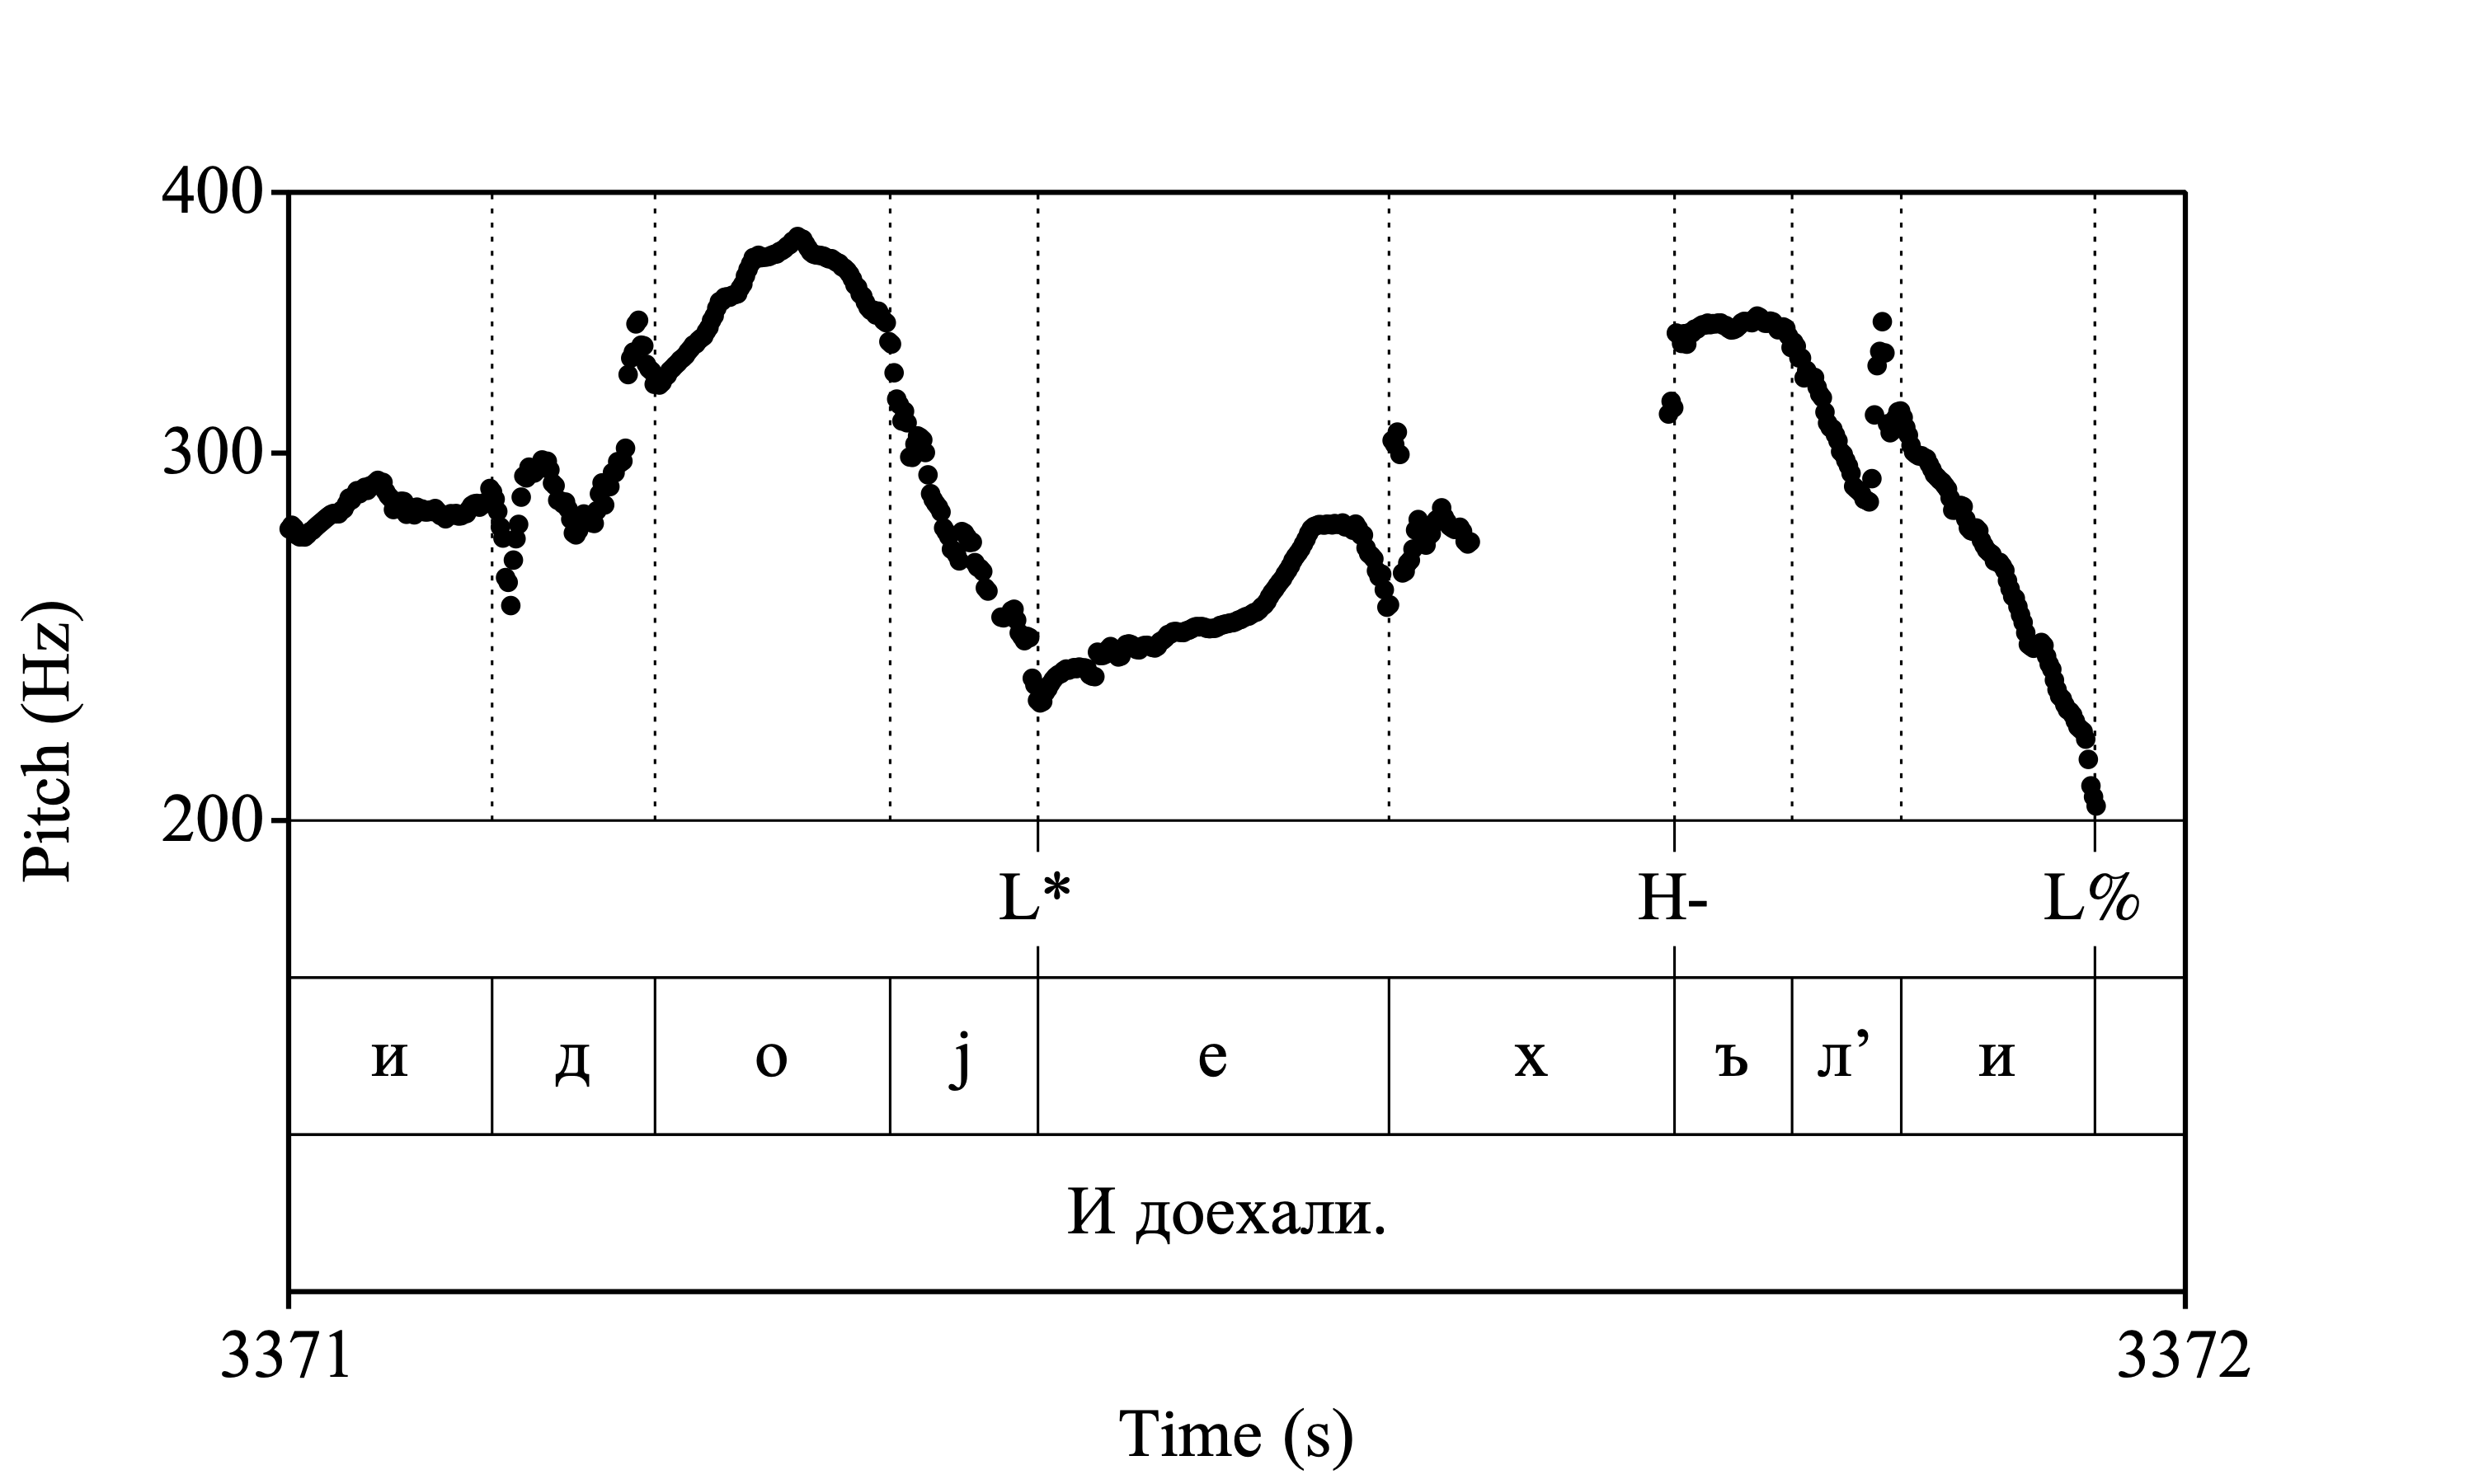 400
300
200
Pitch (Hz)
L* H- L%
и д о j е х ъ л’ и
И доехали.
3371 3372
Time (s)